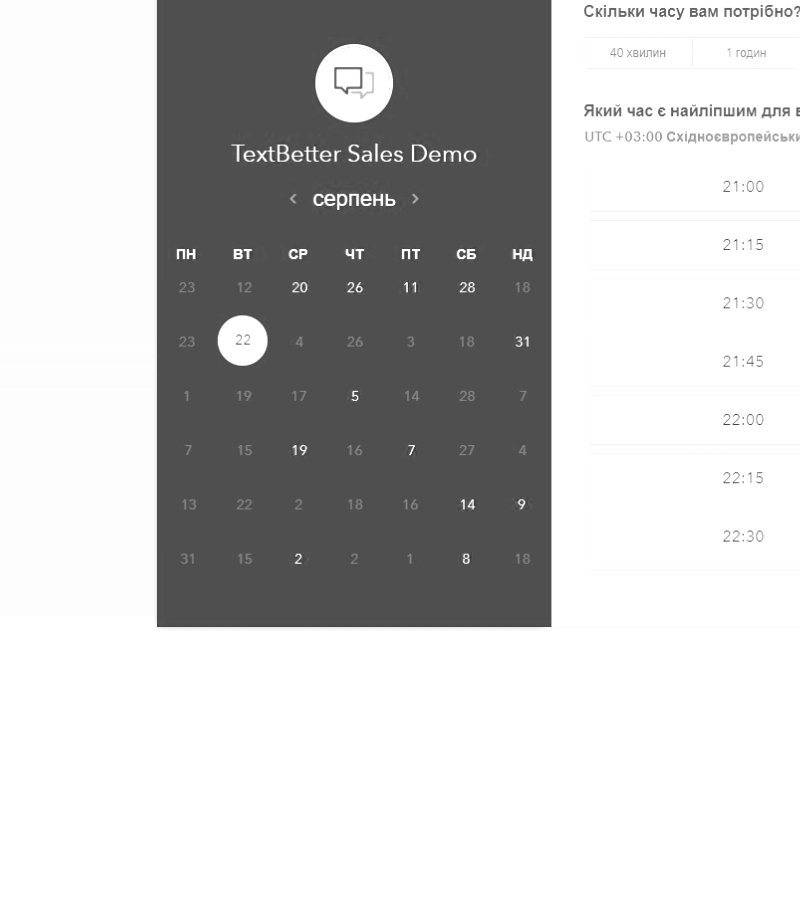 TextBetter Sales Demo
‹ серпень ›
ПН ВТ СР ЧТ ПТ СБ НД
23 12 20 26 11 28 18
23 22 4 26 3 18 31
1 19 17 5 14 28 7
7 15 19 16 7 27 4
13 22 2 18 16 14 9
31 15 2 2 1 8 18
Скільки часу вам потрібно?
40 хвилин 1 годин
Який час є найліпшим для в
UTC +03:00 Східноєвропейськи
21:00
21:15
21:30
21:45
22:00
22:15
22:30